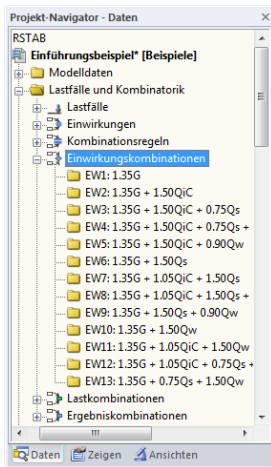 Projekt-Navigator - Daten
RSTAB
Einführungsbeispiel* [Beispiele]
Modelldaten
Lastfälle und Kombinatorik
Lastfälle
Einwirkungen
Kombinationsregeln
Einwirkungskombinationen
EW1: 1.35G
EW2: 1.35G + 1.50QiC
EW3: 1.35G + 1.50QiC + 0.75Qs
EW4: 1.35G + 1.50QiC + 0.75Qs +
EW5: 1.35G + 1.50QiC + 0.90Qw
EW6: 1.35G + 1.50Qs
EW7: 1.35G + 1.05QiC + 1.50Qs
EW8: 1.35G + 1.05QiC + 1.50Qs +
EW9: 1.35G + 1.50Qs + 0.90Qw
EW10: 1.35G + 1.50Qw
EW11: 1.35G + 1.05QiC + 1.50Qw
EW12: 1.35G + 1.05QiC + 0.75Qs +
EW13: 1.35G + 0.75Qs + 1.50Qw
Lastkombinationen
Ergebniskombinationen
Daten Zeigen Ansichten